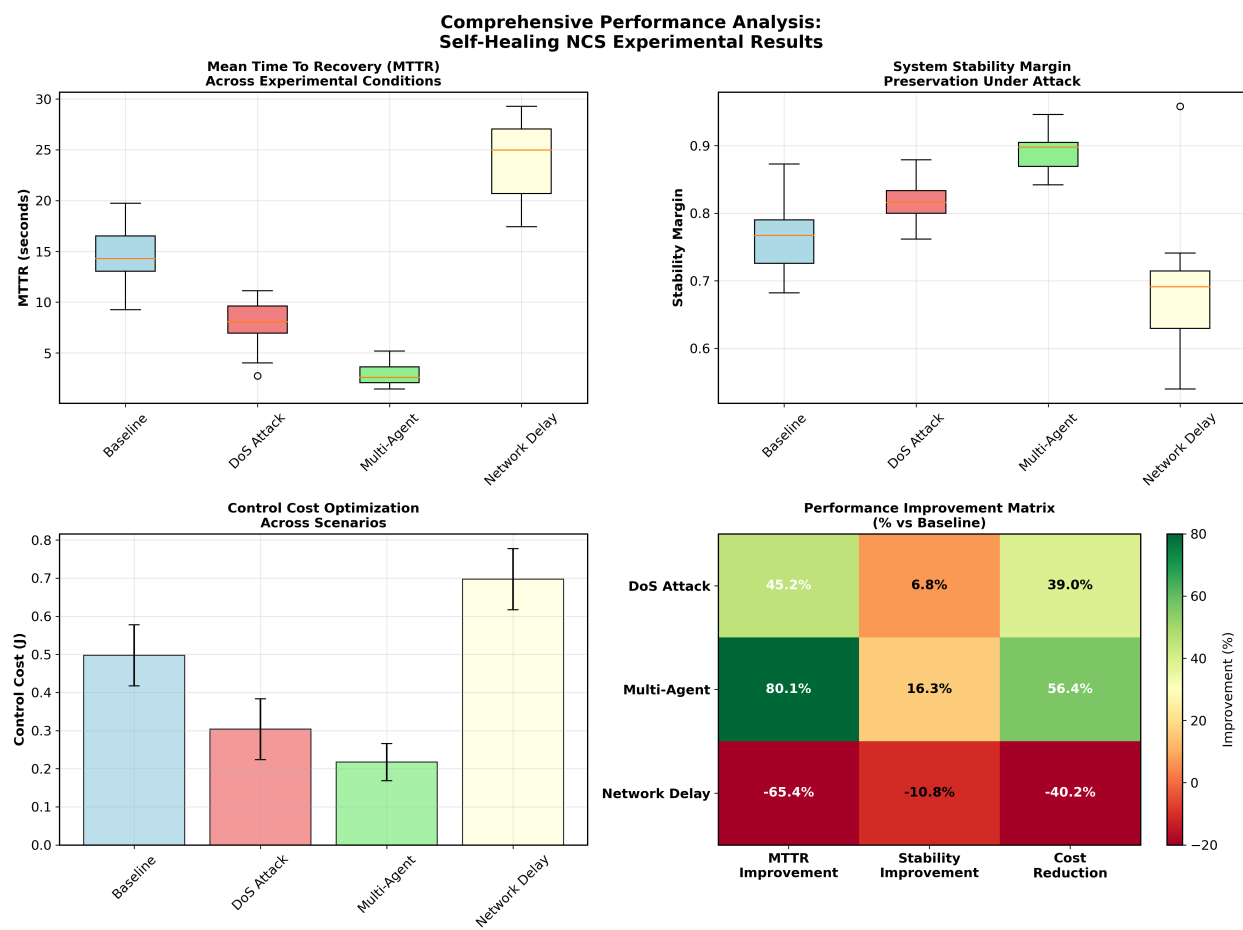 Comprehensive Performance Analysis:
Self-Healing NCS Experimental Results
Mean Time To Recovery (MTTR)
Across Experimental Conditions
30
25
20
15
10
5
MTTR (seconds)
Baseline
DoS Attack
Multi-Agent
Network Delay
System Stability Margin
Preservation Under Attack
0.9
0.8
0.7
0.6
Stability Margin
Baseline
DoS Attack
Multi-Agent
Network Delay
Control Cost Optimization
Across Scenarios
0.8
0.7
0.6
0.5
0.4
0.3
0.2
0.1
0.0
Control Cost (J)
Baseline
DoS Attack
Multi-Agent
Network Delay
Performance Improvement Matrix
(% vs Baseline)
DoS Attack 45.2% 6.8% 39.0%
Multi-Agent 80.1% 16.3% 56.4%
Network Delay -65.4% -10.8% -40.2%
MTTR
Improvement
Stability
Improvement
Cost
Reduction
80
60
40
20
0
−20
Improvement (%)